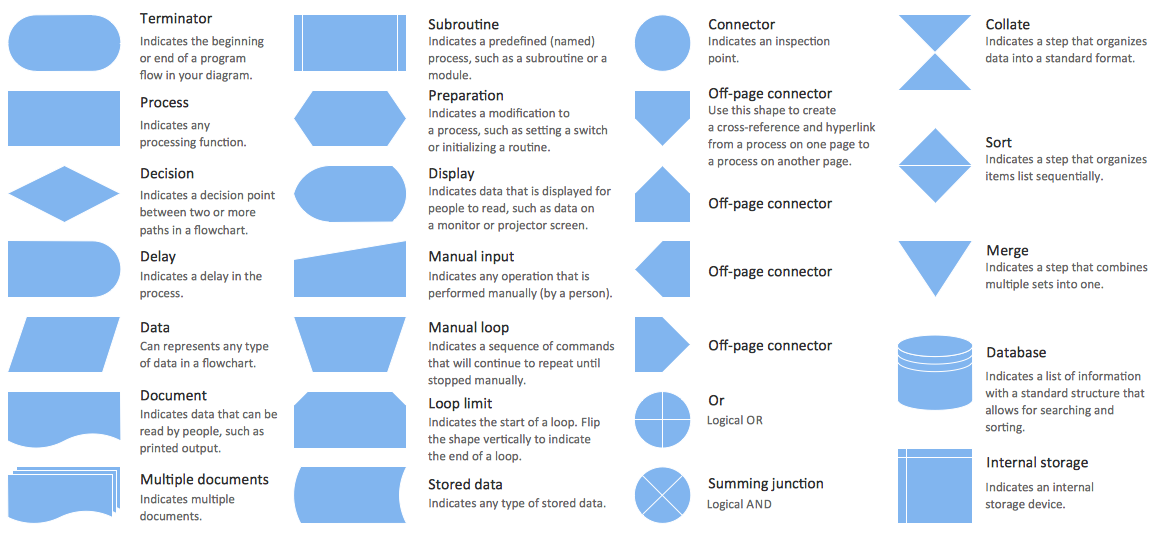 Terminator
Indicates the beginning
or end of a program
flow in your diagram.
Process
Indicates any
processing function.
Decision
Indicates a decision point
between two or more
paths in a flowchart.
Delay
Indicates a delay in the
process.
Data
Can represents any type
of data in a flowchart.
Document
Indicates data that can be
read by people, such as
printed output.
Multiple documents
Indicates multiple
documents.
Subroutine
Indicates a predefined (named)
process, such as a subroutine or a
module.
Preparation
Indicates a modification to
a process, such as setting a switch
or initializing a routine.
Display
Indicates data that is displayed for
people to read, such as data on
a monitor or projector screen.
Manual input
Indicates any operation that is
performed manually (by a person).
Manual loop
Indicates a sequence of commands
that will continue to repeat until
stopped manually.
Loop limit
Indicates the start of a loop. Flip
the shape vertically to indicate
the end of a loop.
Stored data
Indicates any type of stored data.
Connector
Indicates an inspection
point.
Off-page connector
Use this shape to create
a cross-reference and hyperlink
from a process on one page to
a process on another page.
Off-page connector
Off-page connector
Off-page connector
Or
Logical OR
Summing junction
Logical AND
Collate
Indicates a step that organizes
data into a standard format.
Sort
Indicates a step that organizes
items list sequentially.
Merge
Indicates a step that combines
multiple sets into one.
Database
Indicates a list of information
with a standard structure that
allows for searching and
sorting.
Internal storage
Indicates an internal
storage device.